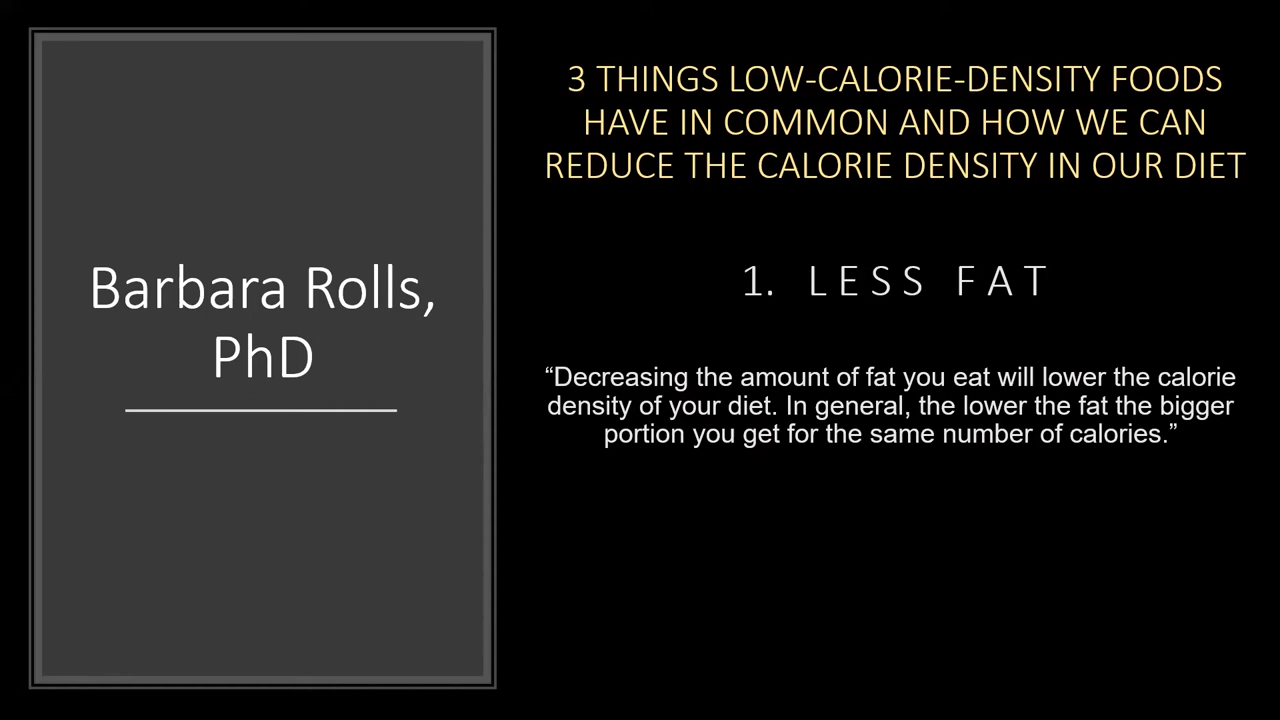 Barbara Rolls,
PhD
3 THINGS LOW-CALORIE-DENSITY FOODS
HAVE IN COMMON AND HOW WE CAN
REDUCE THE CALORIE DENSITY IN OUR DIET
1. LESS FAT
“Decreasing the amount of fat you eat will lower the calorie
density of your diet. In general, the lower the fat the bigger
portion you get for the same number of calories.”